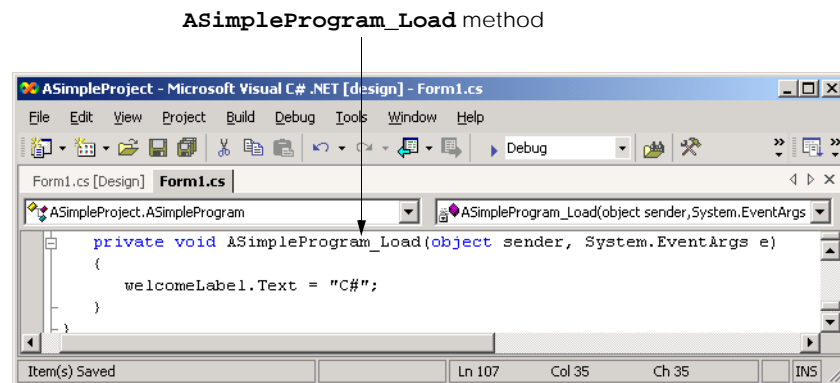 ASimpleProgram_Load method
ASimpleProject - Microsoft Visual C# .NET [design] - Form1.cs
File Edit View Project Build Debug Tools Window Help
Debug
Form1.cs [Design] Form1.cs
ASimpleProject.ASimpleProgram ASimpleProgram_Load(object sender,System.EventArgs
private void ASimpleProgram_Load(object sender, System.EventArgs e)
{
welcomeLabel.Text = "C#";
}
}
Item(s) Saved Ln 107 Col 35 Ch 35 INS